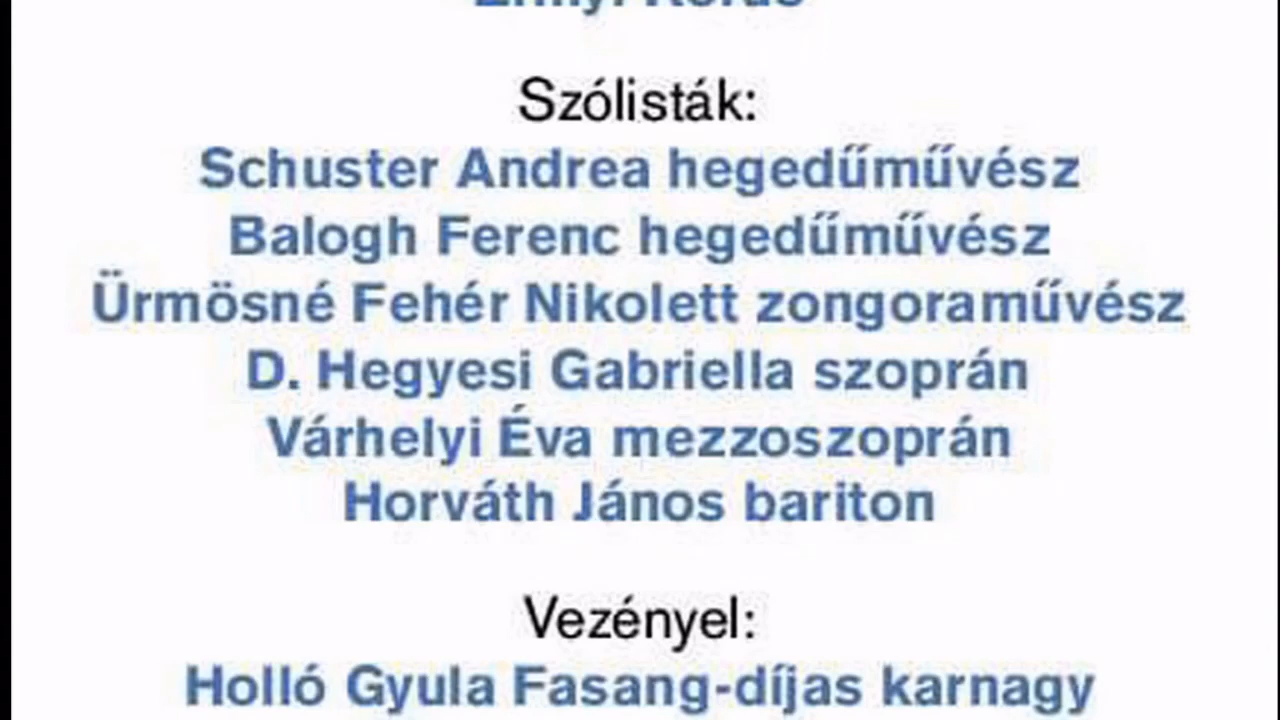 Szólisták:
Schuster Andrea hegedűművész
Balogh Ferenc hegedűművész
Ürmösné Fehér Nikolett zongoraművész
D. Hegyesi Gabriella szoprán
Várhelyi Éva mezzoszoprán
Horváth János bariton
Vezényel:
Holló Gyula Fasang-díjas karnagy